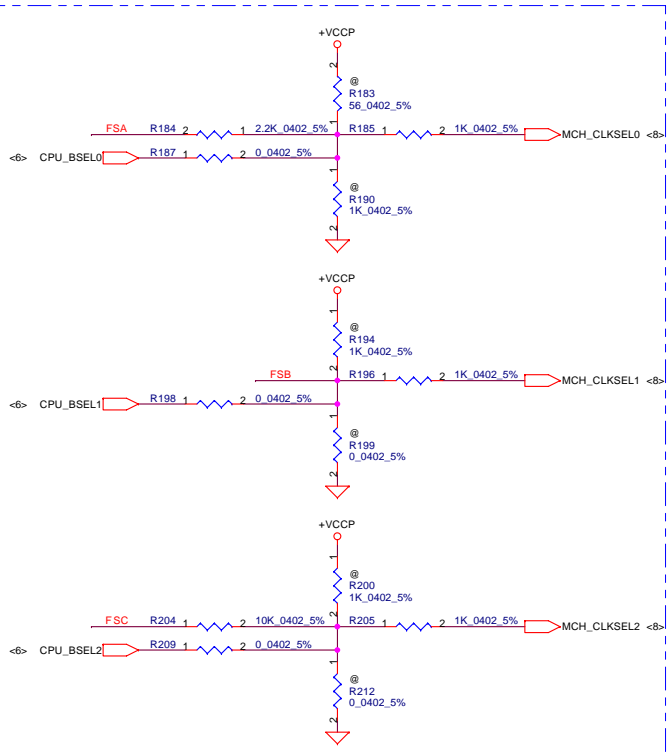 +VCCP
2
@
R183
56_0402_5%
1
FSA R184 2 1 2.2K_0402_5% R185 1 2 1K_0402_5% MCH_CLKSEL0 <8>
<6> CPU_BSEL0 R187 1 2 0_0402_5%
1
@
R190
1K_0402_5%
2
+VCCP
1
@
R194
1K_0402_5%
2
FSB R196 1 2 1K_0402_5% MCH_CLKSEL1 <8>
<6> CPU_BSEL1 R198 1 2 0_0402_5%
1
@
R199
0_0402_5%
2
+VCCP
1
@
R200
1K_0402_5%
2
FSC R204 1 2 10K_0402_5% R205 1 2 1K_0402_5% MCH_CLKSEL2 <8>
<6> CPU_BSEL2 R209 1 2 0_0402_5%
1
@
R212
0_0402_5%
2